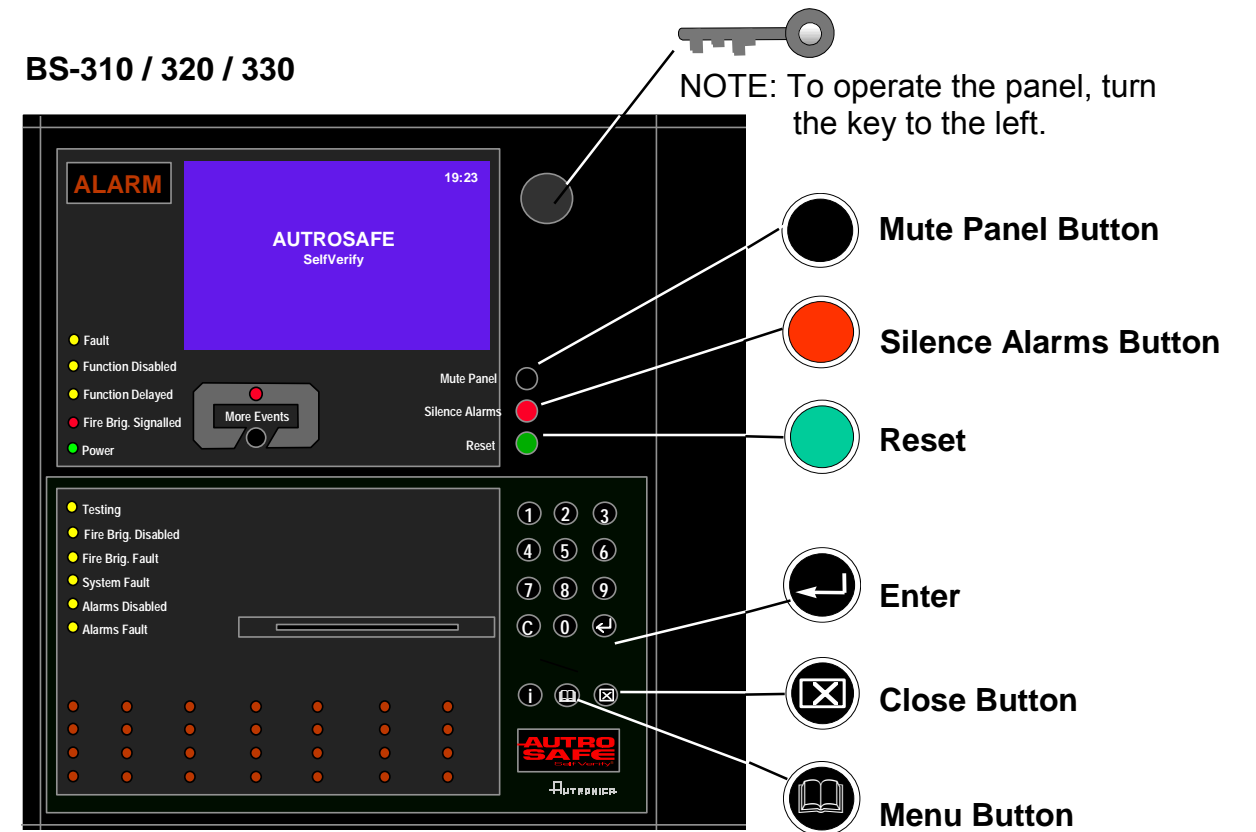 BS-310 / 320 / 330
NOTE: To operate the panel, turn
the key to the left.
ALARM
19:23
AUTROSAFE
SelfVerify
Fault
Function Disabled
Function Delayed
Fire Brig. Signalled
Power
More Events
Mute Panel
Silence Alarms
Reset
Mute Panel Button
Silence Alarms Button
Reset
Testing
Fire Brig. Disabled
Fire Brig. Fault
System Fault
Alarms Disabled
Alarms Fault
1 2 3
4 5 6
7 8 9
C 0
i
AUTRO
SAFE
SelfVerify
AUTRONICA
Enter
Close Button
Menu Button